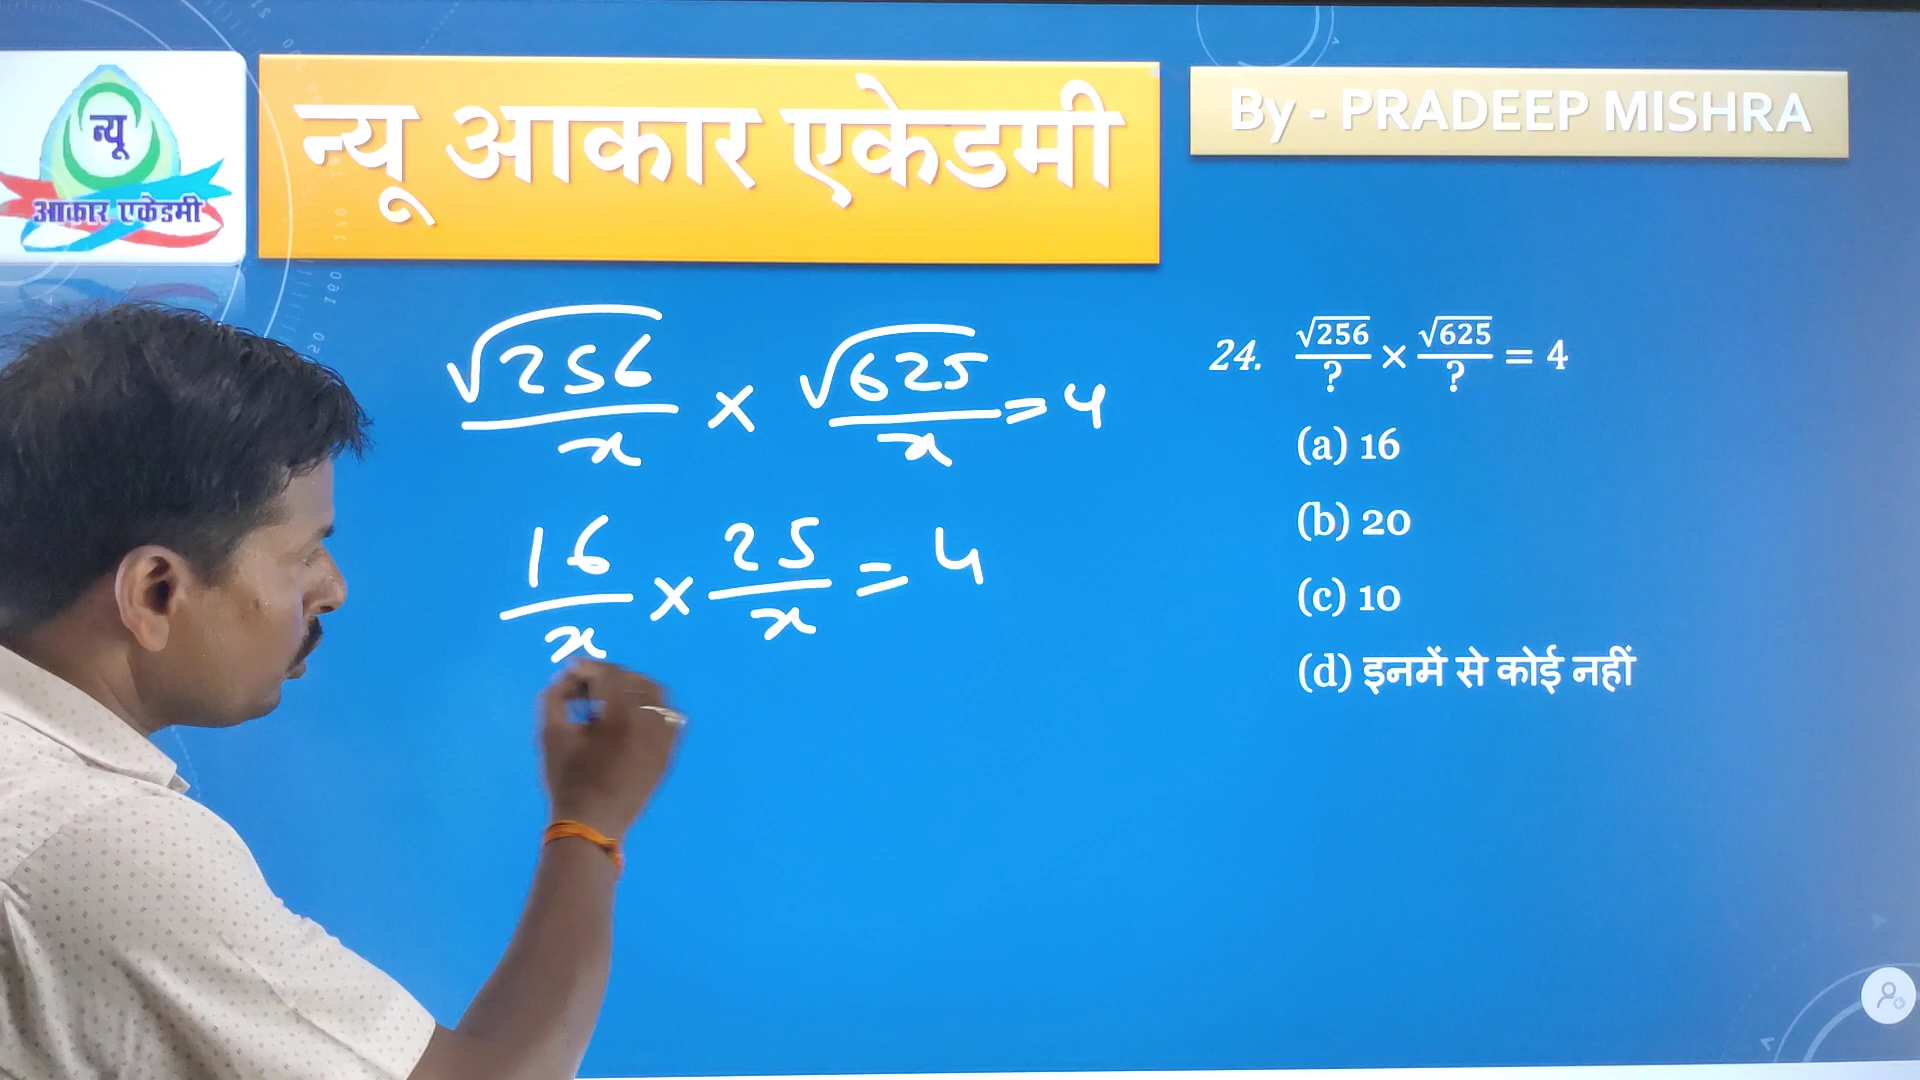 न्यू
आकार एकेडमी
न्यू आकार एकेडमी
By - PRADEEP MISHRA
√256/x × √625/x = 4
16/x × 25/x = 4
24. √256/? × √625/? = 4
(a) 16
(b) 20
(c) 10
(d) इनमें से कोई नहीं